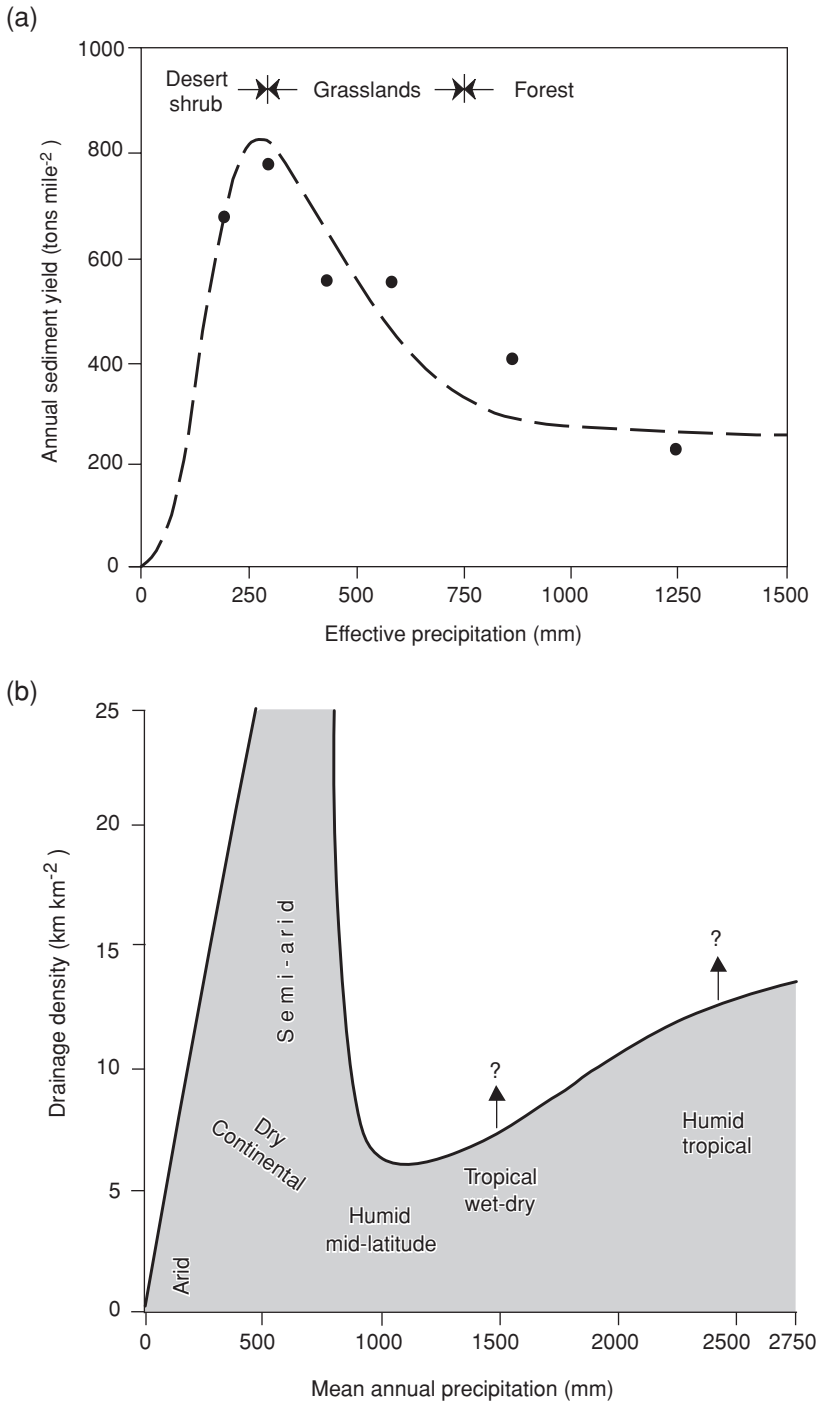 (a)
1000
800
600
400
200
0
Annual sediment yield (tons mile-2 )
Desert
shrub
Grasslands
Forest
0 250 500 750 1000 1250 1500
Effective precipitation (mm)
(b)
25
20
15
10
5
0
Drainage density (km km-2 )
Semi-arid
Dry
Continental
Arid
Humid
mid-latitude
?
Tropical
wet-dry
?
Humid
tropical
0 500 1000 1500 2000 2500 2750
Mean annual precipitation (mm)